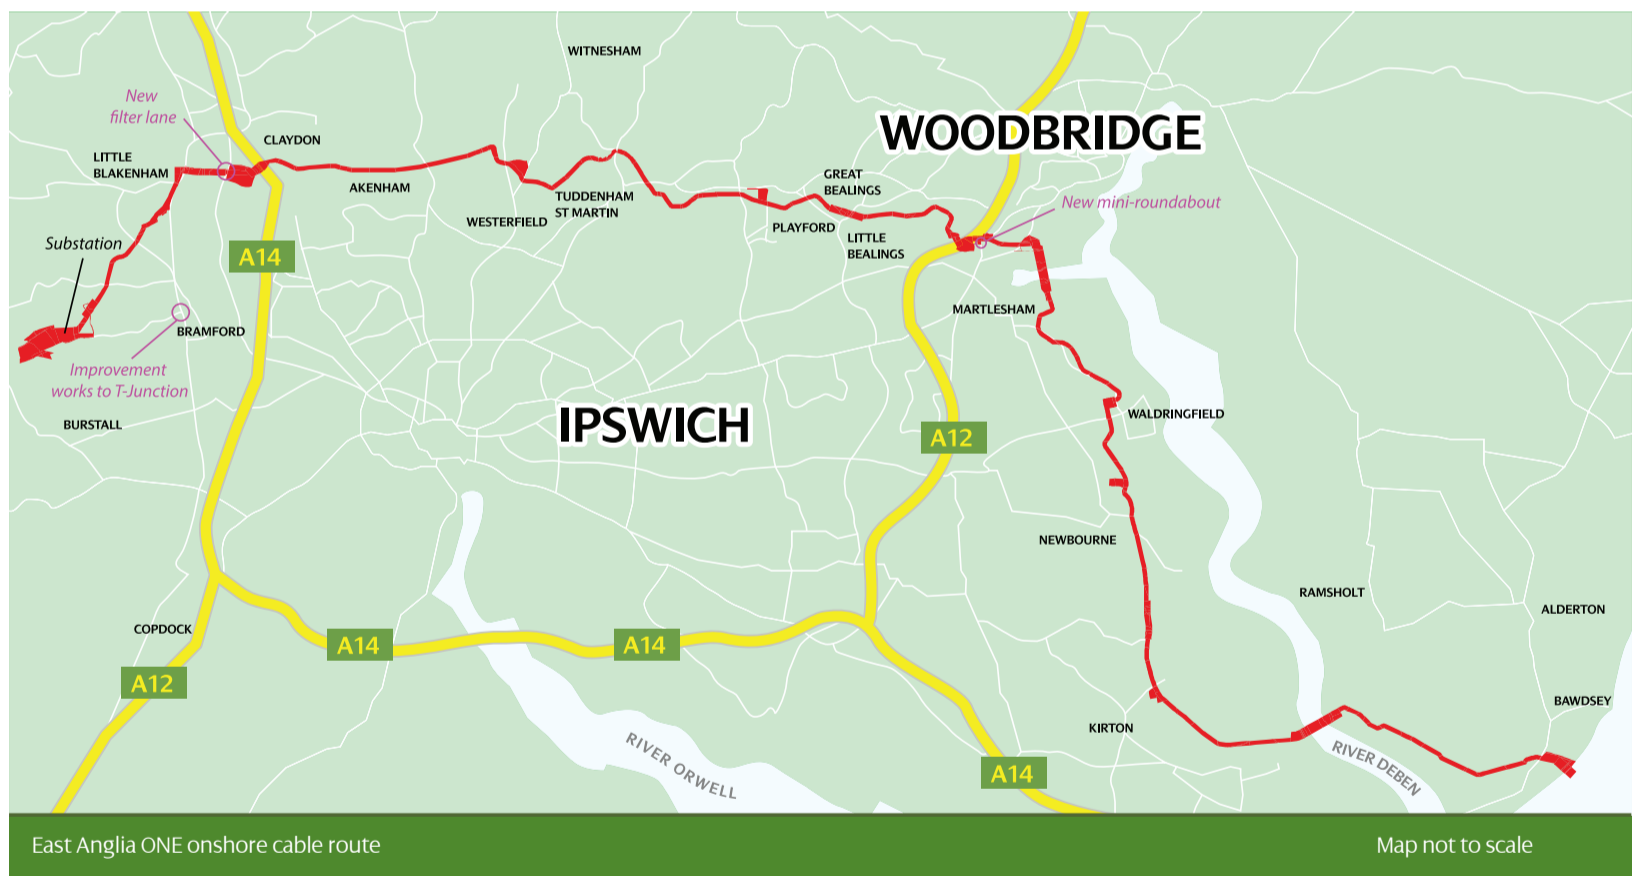 WITNESHAM
New
filter lane
WOODBRIDGE
CLAYDON
LITTLE
BLAKENHAM
AKENHAM
GREAT
BEALINGS
TUDDENHAM
ST MARTIN
New mini-roundabout
WESTERFIELD
PLAYFORD
LITTLE
BEALINGS
Substation
A14
MARTLESHAM
BRAMFORD
Improvement
works to T-Junction
BURSTALL
IPSWICH
WALDRINGFIELD
A12
NEWBOURNE
RAMSHOLT
ALDERTON
COPDOCK
A14
A14
A12
BAWDSEY
KIRTON
RIVER ORWELL
RIVER DEBEN
A14
East Anglia ONE onshore cable route
Map not to scale